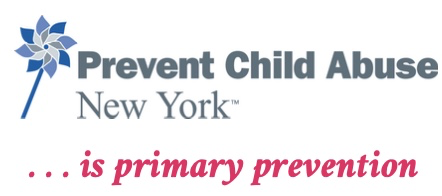 Prevent Child Abuse
New York™
. . . is primary prevention